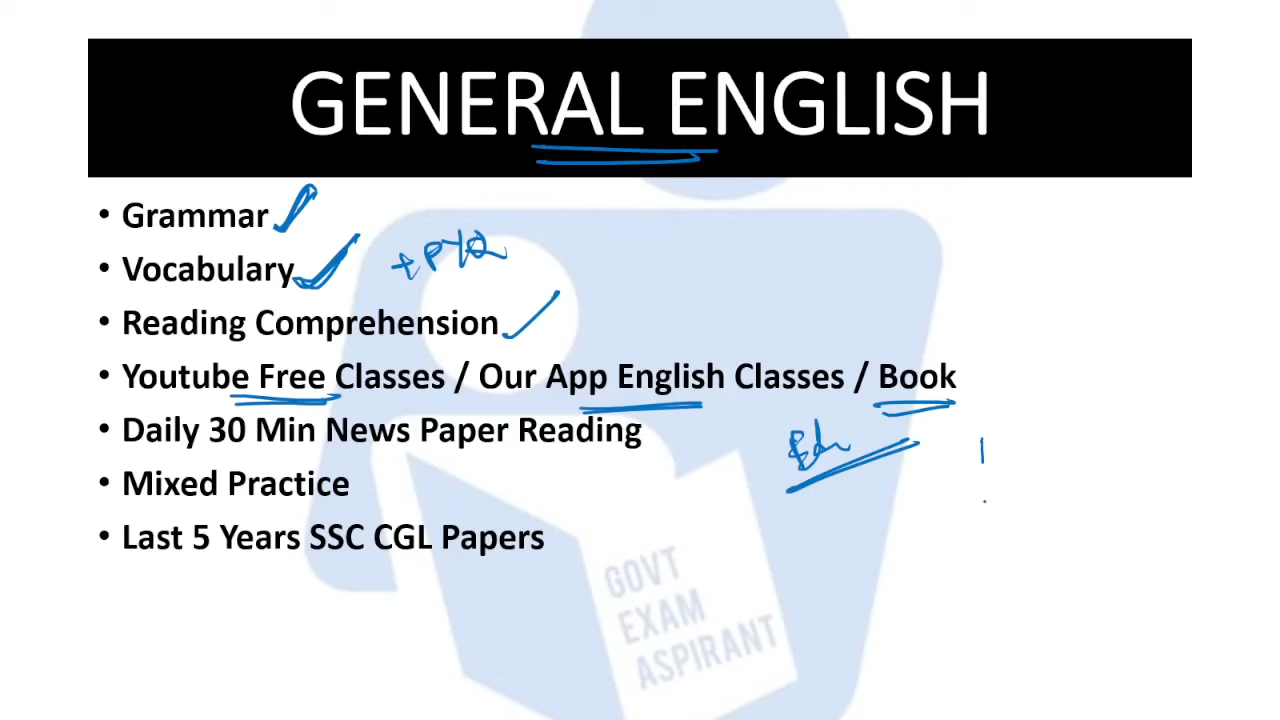 GENERAL ENGLISH
• Grammar
• Vocabulary
+PYQ
• Reading Comprehension
• Youtube Free Classes / Our App English Classes / Book
• Daily 30 Min News Paper Reading
• Mixed Practice
• Last 5 Years SSC CGL Papers
GOVT
EXAM
ASPIRANT